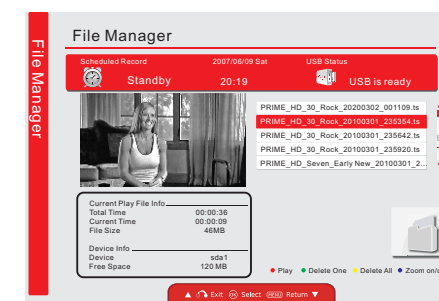 File Manager
File Manager
Scheduled Record
2007/06/09 Sat
USB Status
Standby
20:19
USB is ready
PRIME_HD_30_Rock_20200302_001109.ts
PRIME_HD_30_Rock_20100301_235354.ts
PRIME_HD_30_Rock_20100301_235642.ts
PRIME_HD_30_Rock_20100301_235920.ts
PRIME_HD_Seven_Early New_20100301_2...
Current Play File Info
Total Time 00:00:36
Current Time 00:00:09
File Size 46MB
Device Info
Device sda1
Free Space 120 MB
Play Delete One Delete All Zoom on/o
Exit OK Select MENU Return